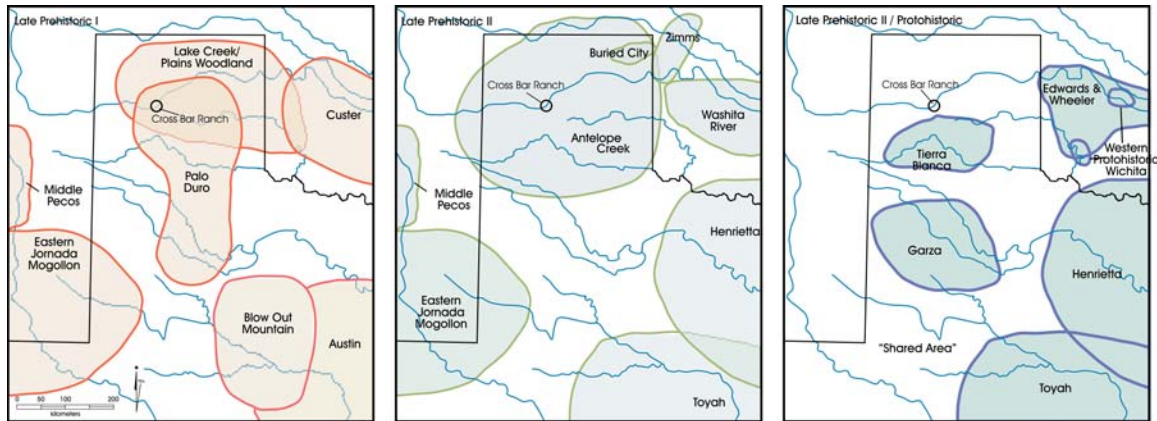 Late Prehistoric I
Lake Creek/
Plains Woodland
Cross Bar Ranch
Custer
Palo
Duro
Middle
Pecos
Eastern
Jornada
Mogollon
Blow Out
Mountain
Austin
0 50 100 150 200
kilometers
Late Prehistoric II
Buried City
Zimms
Cross Bar Ranch
Washita
River
Antelope
Creek
Middle
Pecos
Henrietta
Eastern
Jornada
Mogollon
Toyah
Late Prehistoric II / Protohistoric
Cross Bar Ranch
Edwards &
Wheeler
Western
Protohistoric
Wichita
Tierra
Blanca
Garza
Henrietta
"Shared Area"
Toyah